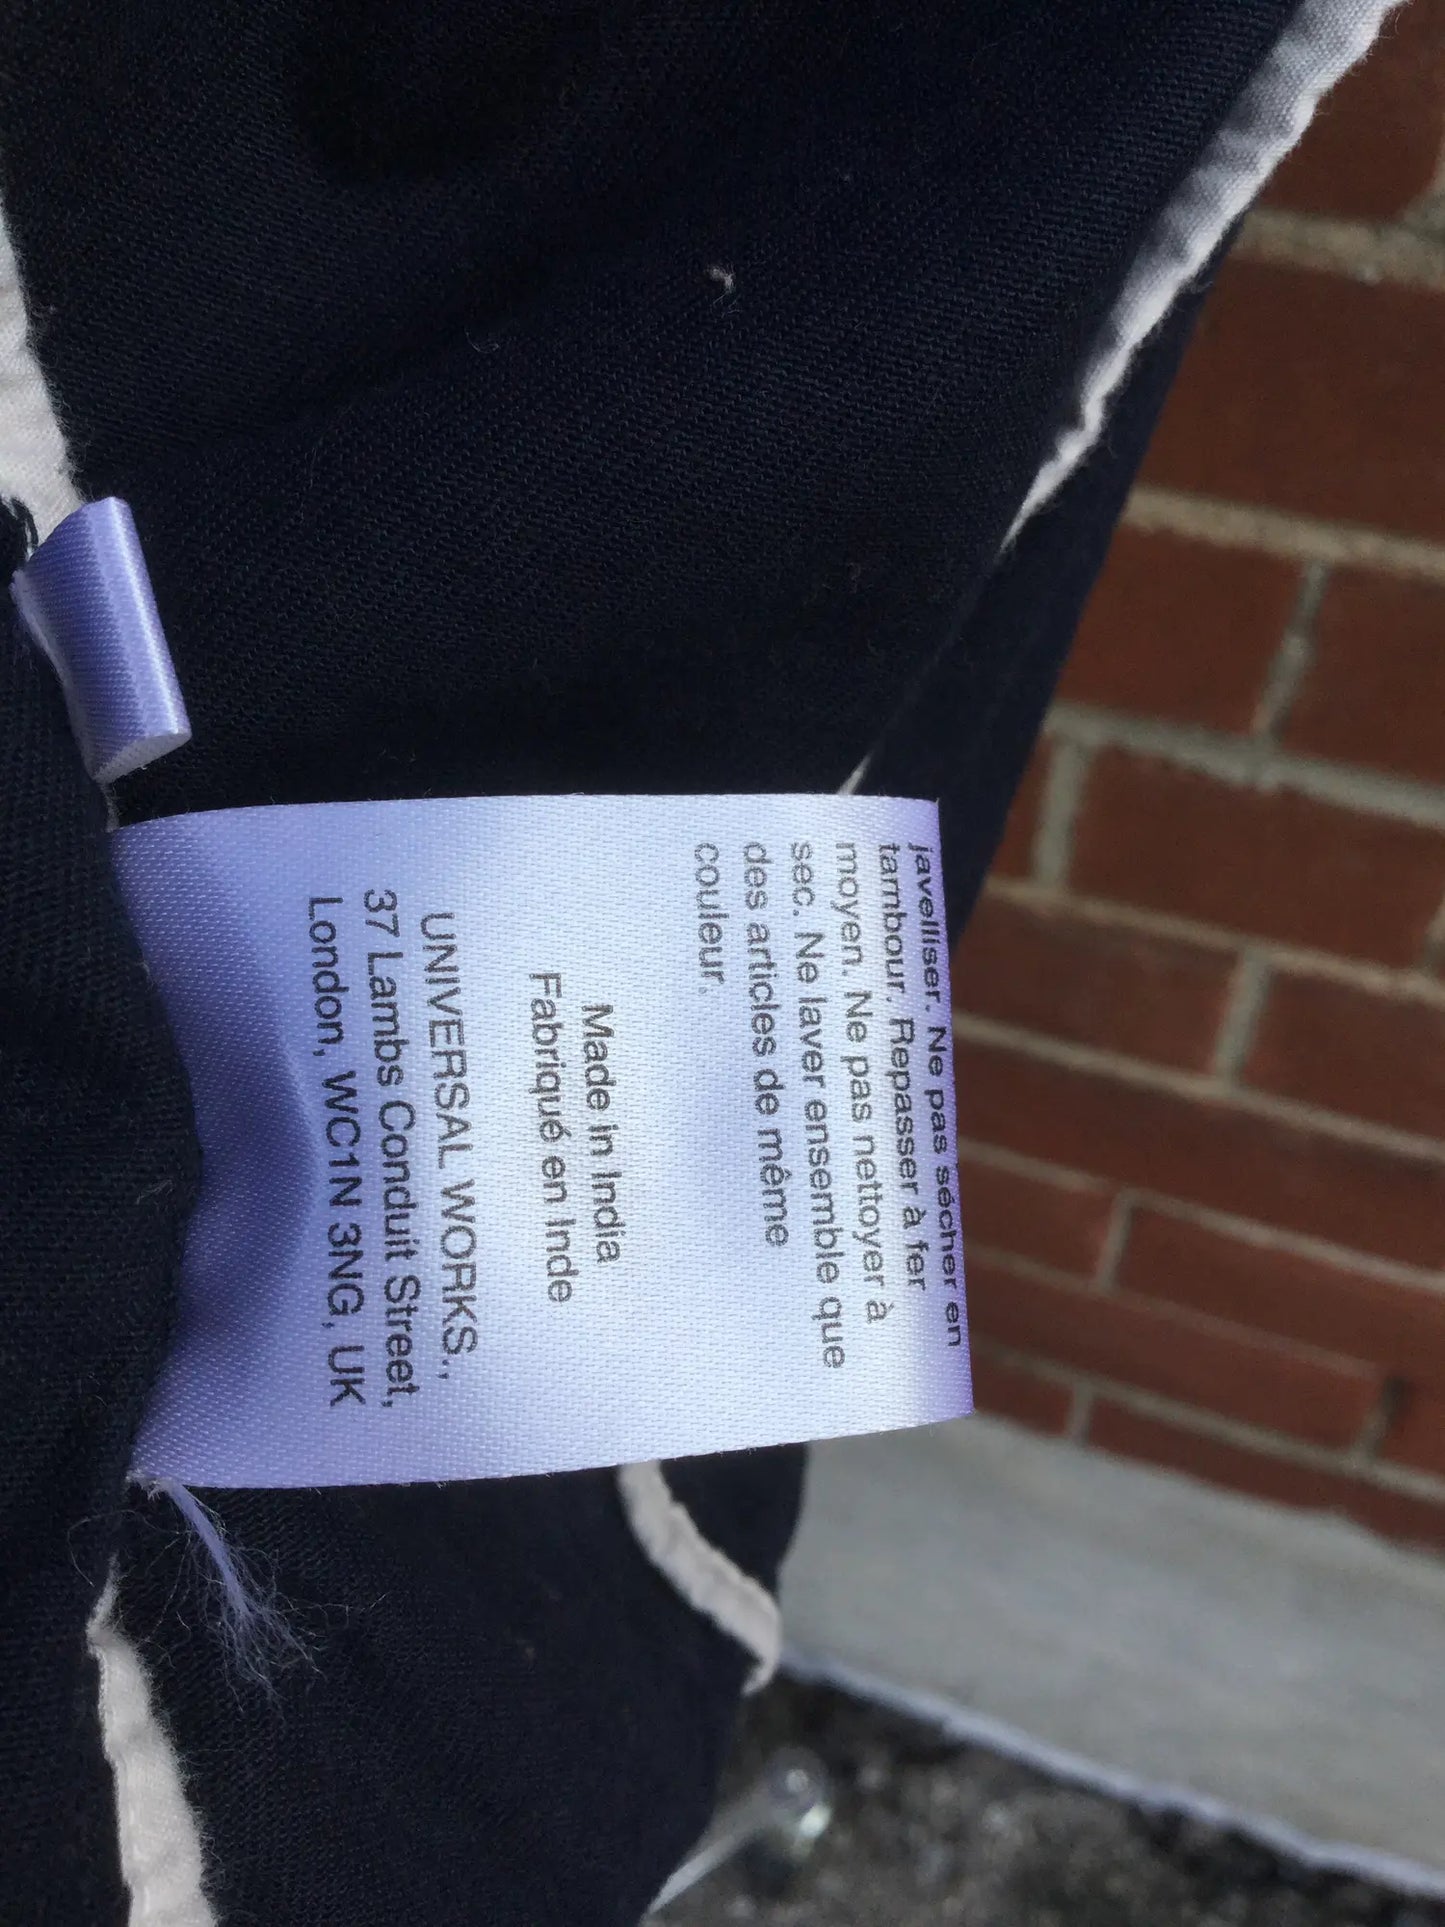 javelliser. Ne pas sécher en
tambour. Repasser à fer
moyen. Ne pas nettoyer à
sec. Ne laver ensemble que
des articles de même
couleur.
Made in India
Fabriqué en Inde
UNIVERSAL WORKS.,
37 Lambs Conduit Street,
London, WC1N 3NG, UK